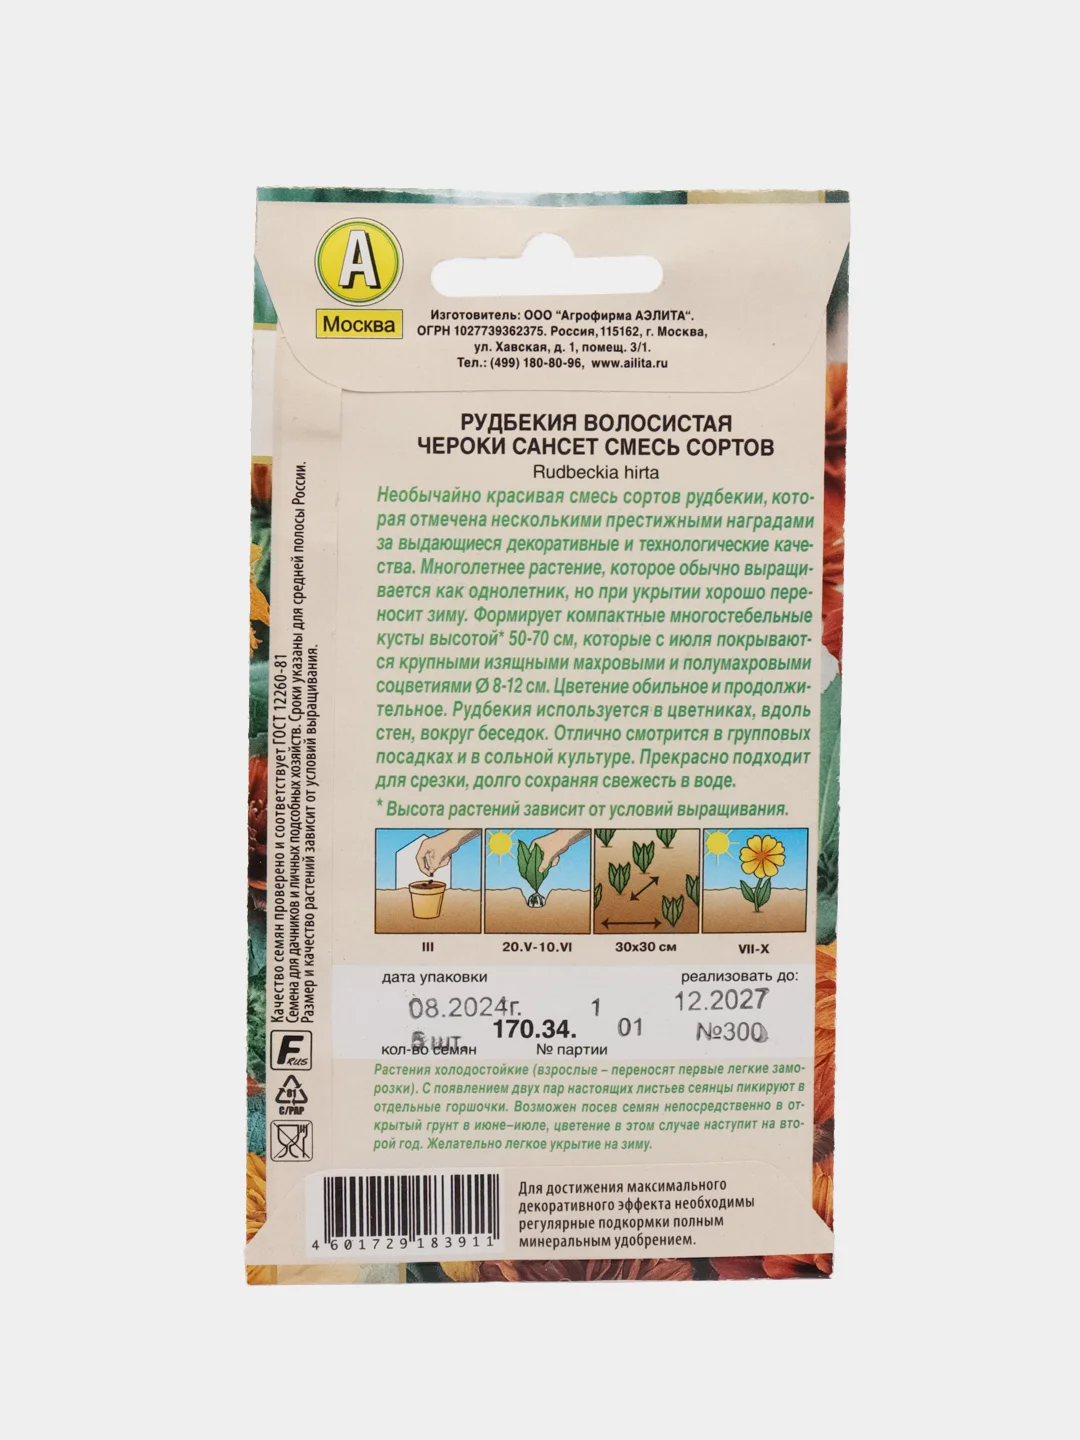 А
Москва
Изготовитель: ООО "Агрофирма АЭЛИТА".
ОГРН 1027739362375. Россия, 115162, г. Москва,
ул. Хавская, д. 1, помещ. 3/1.
Тел.: (499) 180-80-96, www.ailita.ru
РУДБЕКИЯ ВОЛОСИСТАЯ
ЧЕРОКИ САНСЕТ СМЕСЬ СОРТОВ
Rudbeckia hirta
Необычайно красивая смесь сортов рудбекии, кото-
рая отмечена несколькими престижными наградами
за выдающиеся декоративные и технологические каче-
ства. Многолетнее растение, которое обычно выращи-
вается как однолетник, но при укрытии хорошо пере-
носит зиму. Формирует компактные многостебельные
кусты высотой* 50-70 см, которые с июля покрывают-
ся крупными изящными махровыми и полумахровыми
соцветиями Ø 8-12 см. Цветение обильное и продолжи-
тельное. Рудбекия используется в цветниках, вдоль
стен, вокруг беседок. Отлично смотрится в групповых
посадках и в сольной культуре. Прекрасно подходит
для срезки, долго сохраняя свежесть в воде.
* Высота растений зависит от условий выращивания.
III
20.V-10.VI
30x30 см
VII-X
дата упаковки
реализовать до:
08.2024г.
1
12.2027
5 шт.
170.34.
01
№300
кол-во семян
№ партии
Растения холодостойкие (взрослые – переносят первые легкие замо-
розки). С появлением двух пар настоящих листьев сеянцы пикируют в
отдельные горшочки. Возможен посев семян непосредственно в от-
крытый грунт в июне–июле, цветение в этом случае наступит на вто-
рой год. Желательно легкое укрытие на зиму.
Для достижения максимального
декоративного эффекта необходимы
регулярные подкормки полным
минеральным удобрением.
4 601729 183911
Качество семян проверено и соответствует ГОСТ 12260-81
Семена для дачников и личных подсобных хозяйств. Сроки указаны для средней полосы России.
Размер и качество растений зависит от условий выращивания.
F RUS
81
C/PAP